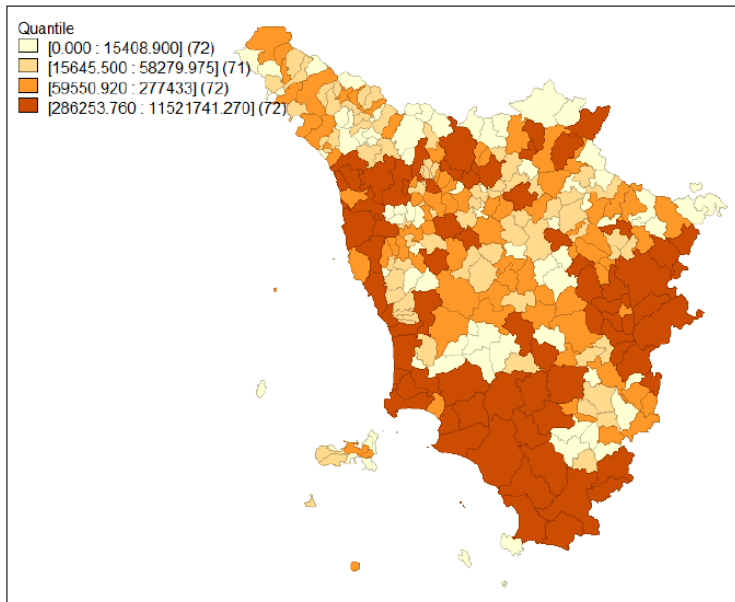 Quantile
[0.000 : 15408.900] (72)
[15645.500 : 58279.975] (71)
[59550.920 : 277433] (72)
[286253.760 : 11521741.270] (72)